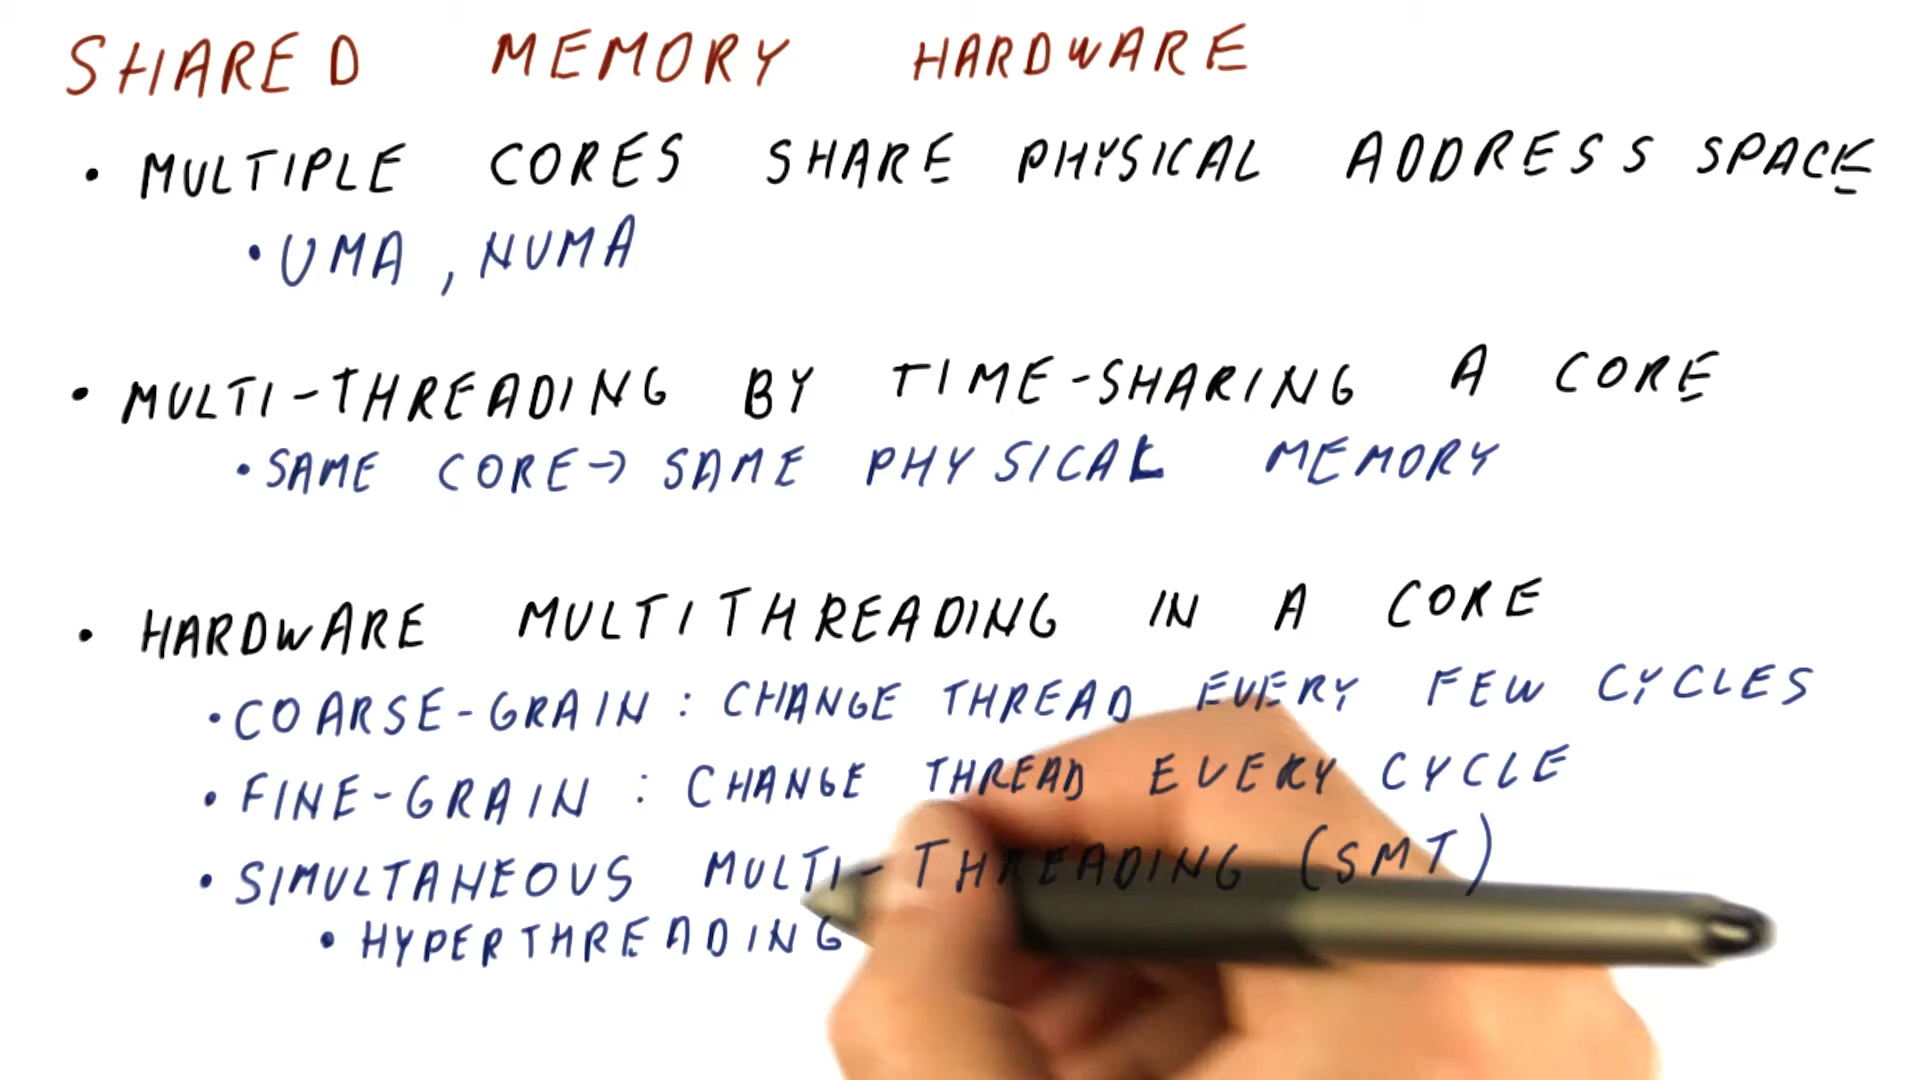 SHARED MEMORY HARDWARE
• MULTIPLE CORES SHARE PHYSICAL ADDRESS SPACE
• UMA, NUMA
• MULTI-THREADING BY TIME-SHARING A CORE
• SAME CORE → SAME PHYSICAL MEMORY
• HARDWARE MULTITHREADING IN A CORE
• COARSE-GRAIN: CHANGE THREAD EVERY FEW CYCLES
• FINE-GRAIN: CHANGE THREAD EVERY CYCLE
• SIMULTANEOUS MULTI-THREADING (SMT)
• HYPERTHREADING